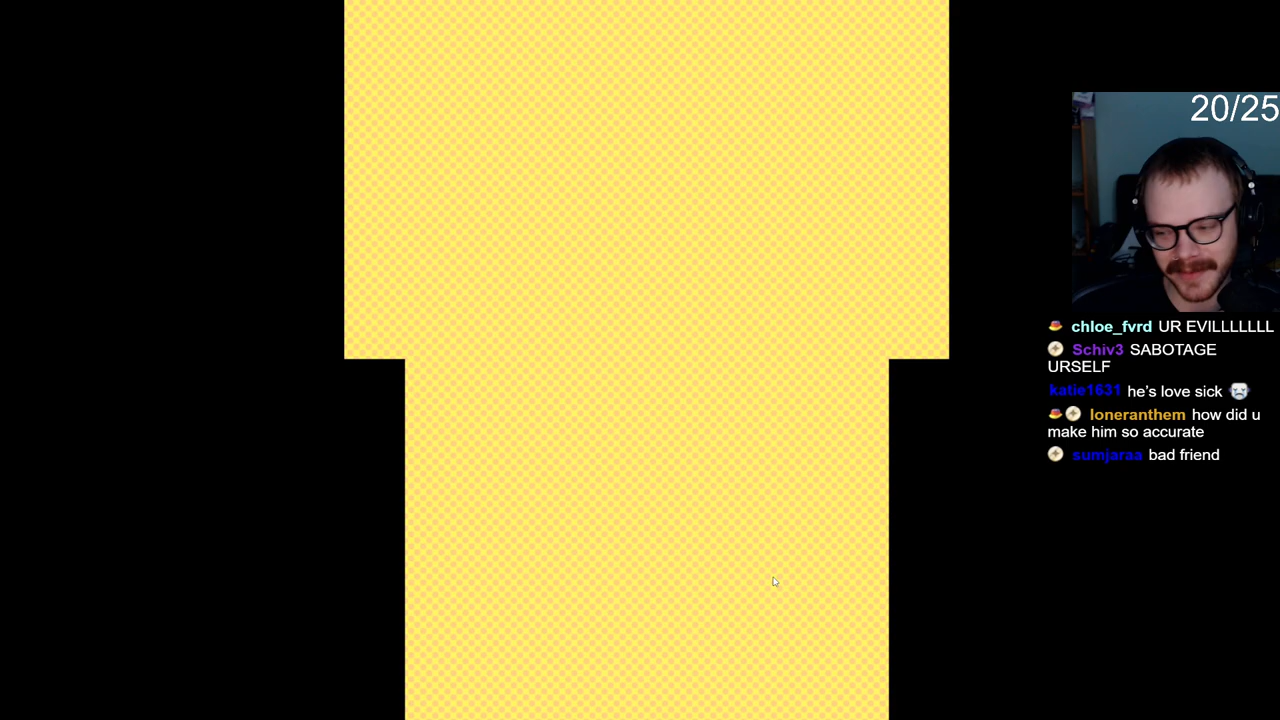 20/25
chloe_fvrd UR EVILLLLLLL
Schiv3 SABOTAGE
URSELF
katie1631 he's love sick
loneranthem how did u
make him so accurate
sumjaraa bad friend